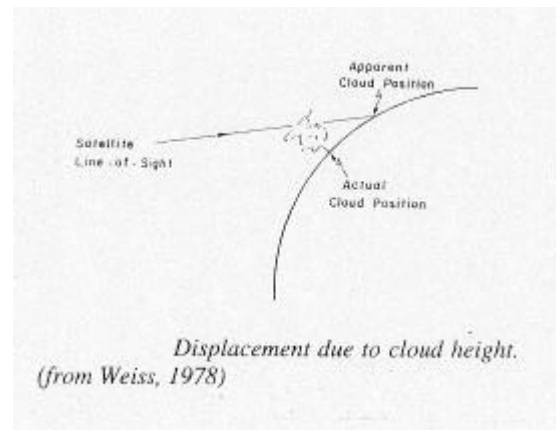 Apparent
Cloud Position
Satellite
Line-of-Sight
Actual
Cloud Position
Displacement due to cloud height.
(from Weiss, 1978)